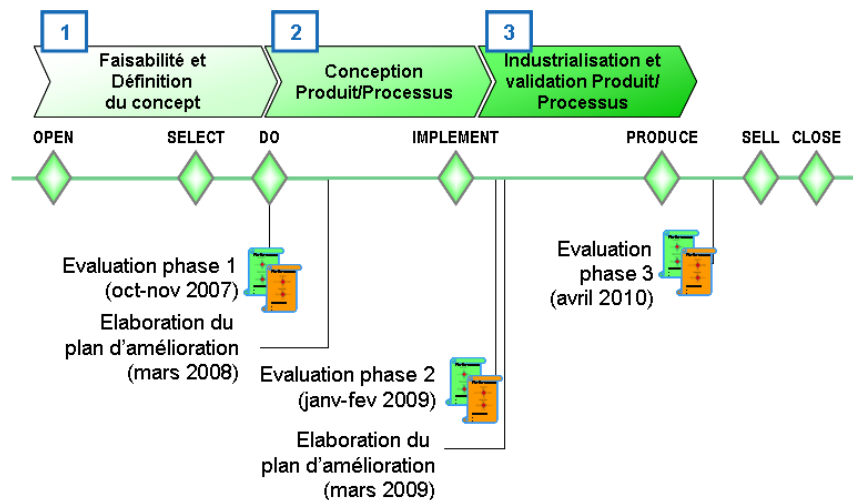 1
2
3
Faisabilité et
Définition
du concept
Conception
Produit/Processus
Industrialisation et
validation Produit/
Processus
OPEN
SELECT
DO
IMPLEMENT
PRODUCE
SELL
CLOSE
Evaluation phase 1
(oct-nov 2007)
Elaboration du
plan d'amélioration
(mars 2008)
Evaluation phase 2
(janv-fev 2009)
Elaboration du
plan d'amélioration
(mars 2009)
Evaluation
phase 3
(avril 2010)